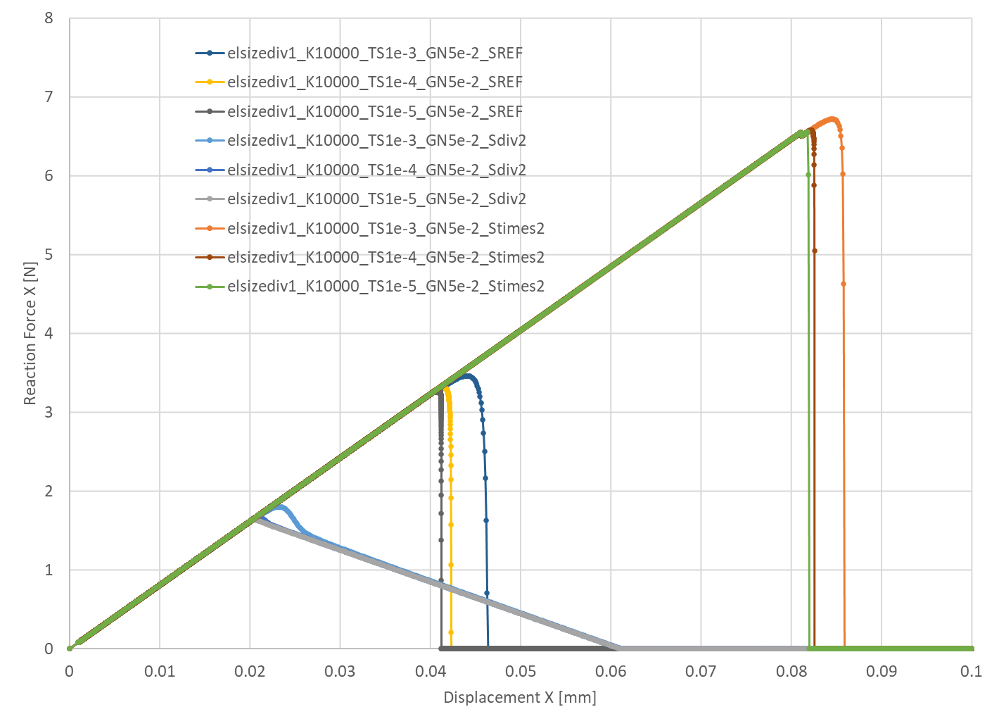 8
7
6
5
4
3
2
1
0
Reaction Force X [N]
elsizediv1_K10000_TS1e-3_GN5e-2_SREF
elsizediv1_K10000_TS1e-4_GN5e-2_SREF
elsizediv1_K10000_TS1e-5_GN5e-2_SREF
elsizediv1_K10000_TS1e-3_GN5e-2_Sdiv2
elsizediv1_K10000_TS1e-4_GN5e-2_Sdiv2
elsizediv1_K10000_TS1e-5_GN5e-2_Sdiv2
elsizediv1_K10000_TS1e-3_GN5e-2_Stimes2
elsizediv1_K10000_TS1e-4_GN5e-2_Stimes2
elsizediv1_K10000_TS1e-5_GN5e-2_Stimes2
0 0.01 0.02 0.03 0.04 0.05 0.06 0.07 0.08 0.09 0.1
Displacement X [mm]